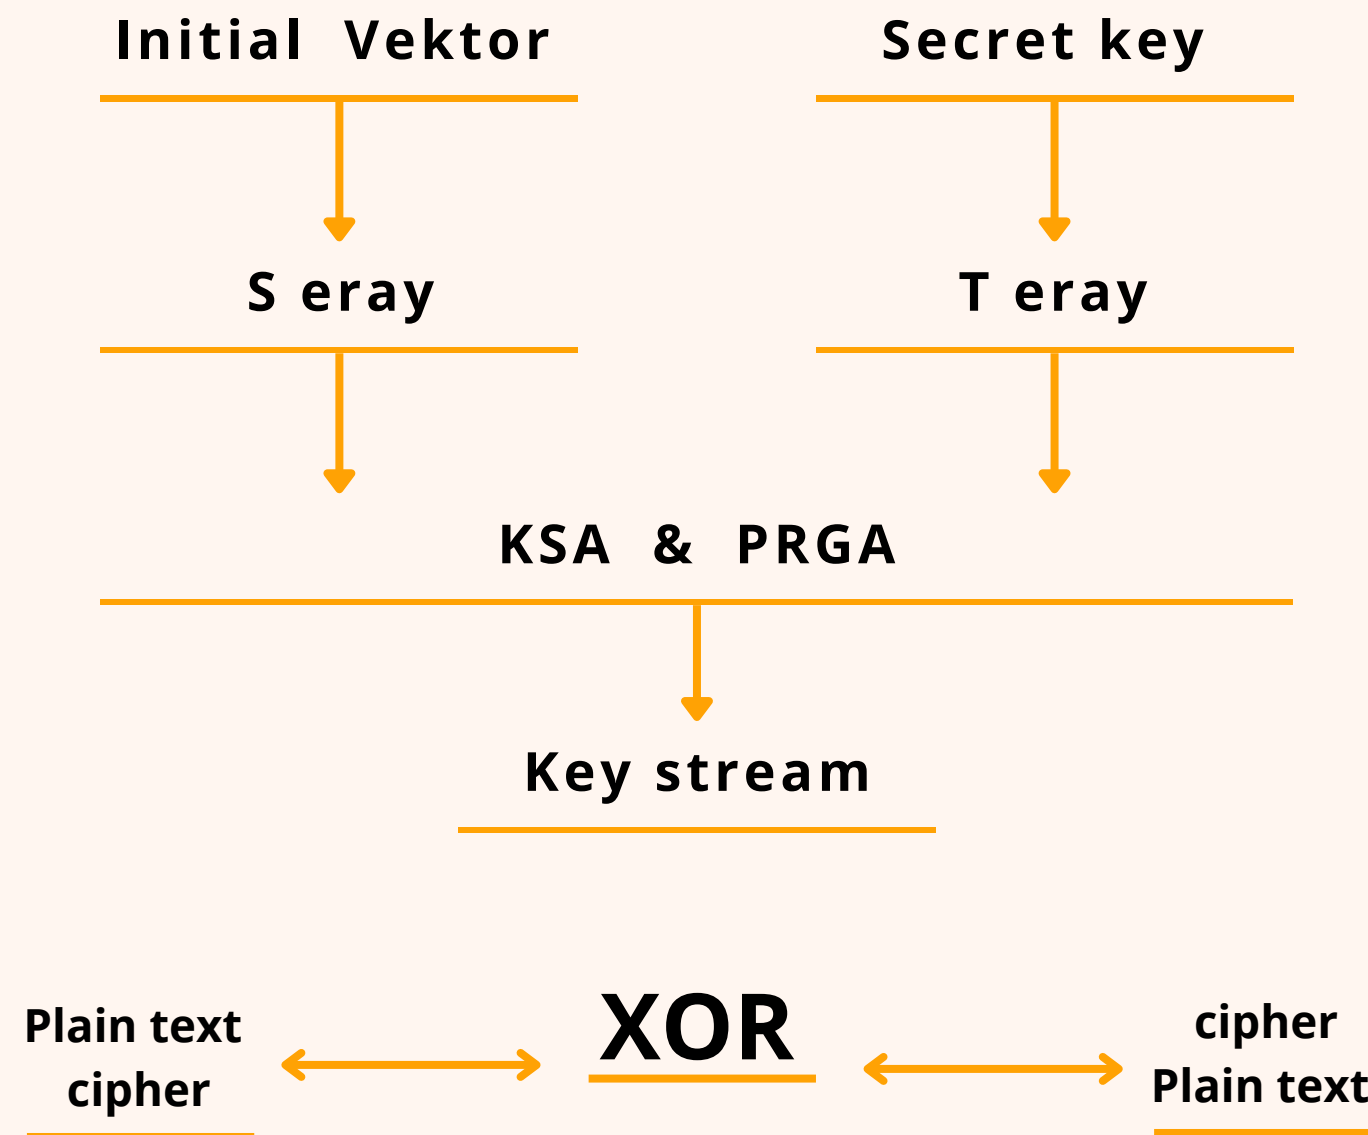 Initial Vektor
Secret key
S eray
T eray
KSA & PRGA
Key stream
XOR
Plain text
cipher
cipher
Plain text